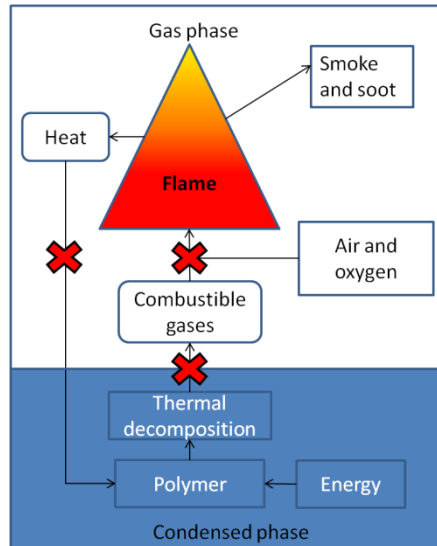 Gas phase
Smoke
and soot
Heat
Flame
Air and
oxygen
Combustible
gases
Thermal
decomposition
Polymer
Energy
Condensed phase